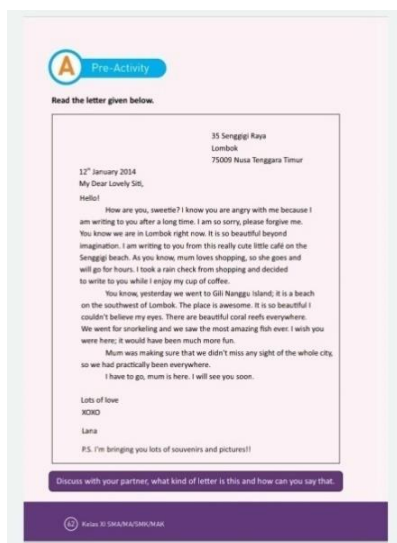 A
Pre-Activity
Read the letter given below.
35 Senggigi Raya
Lombok
75009 Nusa Tenggara Timur
12th January 2014
My Dear Lovely Siti,
Hello!
How are you, sweetie? I know you are angry with me because I
am writing to you after a long time. I am so sorry, please forgive me.
You know we are in Lombok right now. It is so beautiful beyond
imagination. I am writing to you from this really cute little café on the
Senggigi beach. As you know, mum loves shopping, so she goes and
will go for hours. I took a rain check from shopping and decided
to write to you while I enjoy my cup of coffee.
You know, yesterday we went to Gili Nanggu Island; it is a beach
on the southwest of Lombok. The place is awesome. It is so beautiful I
couldn't believe my eyes. There are beautiful coral reefs everywhere.
We went for snorkeling and we saw the most amazing fish ever. I wish you
were here; it would have been much more fun.
Mum was making sure that we didn't miss any sight of the whole city,
so we had practically been everywhere.
I have to go, mum is here. I will see you soon.
Lots of love
XOXO
Lana
P.S. I'm bringing you lots of souvenirs and pictures!!
Discuss with your partner, what kind of letter is this and how can you say that.
62 Kelas XI SMA/MA/SMK/MAK